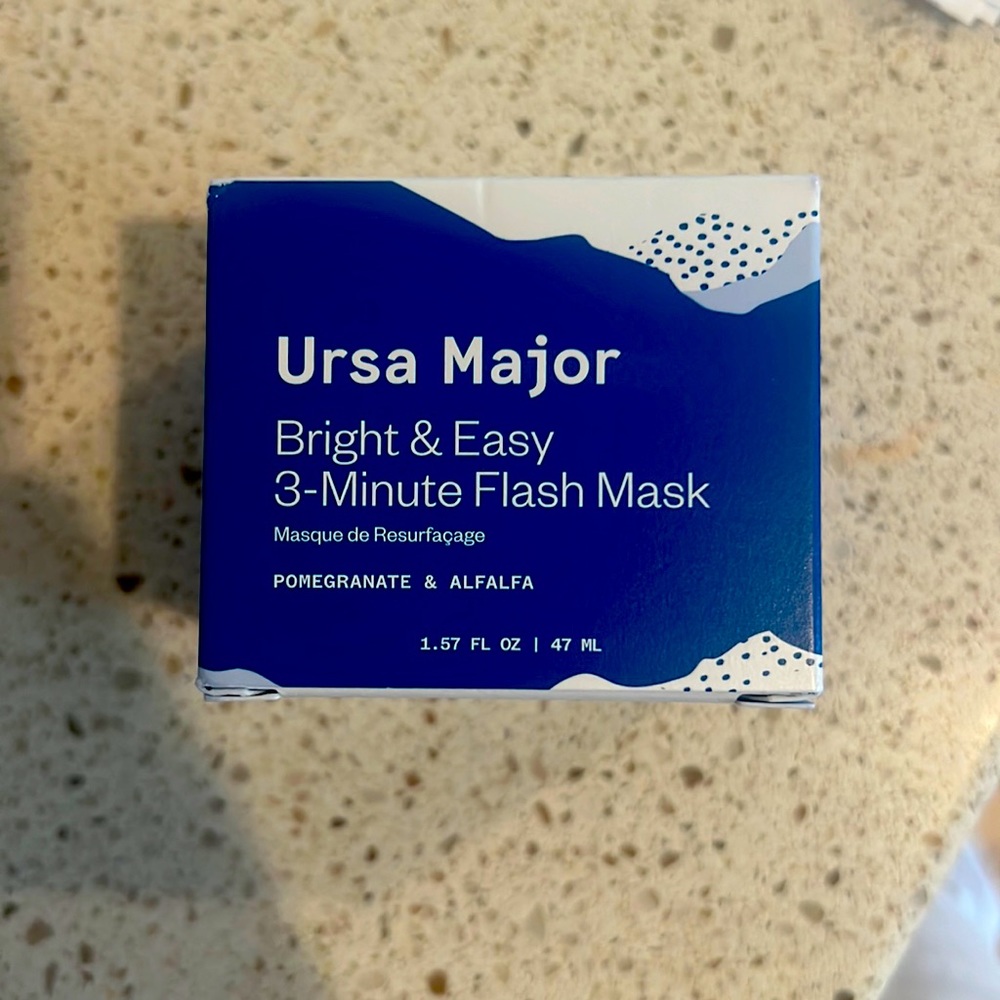 Ursa Major
Bright & Easy
3-Minute Flash Mask
Masque de Resurfaçage
POMEGRANATE & ALFALFA
1.57 FL OZ | 47 ML